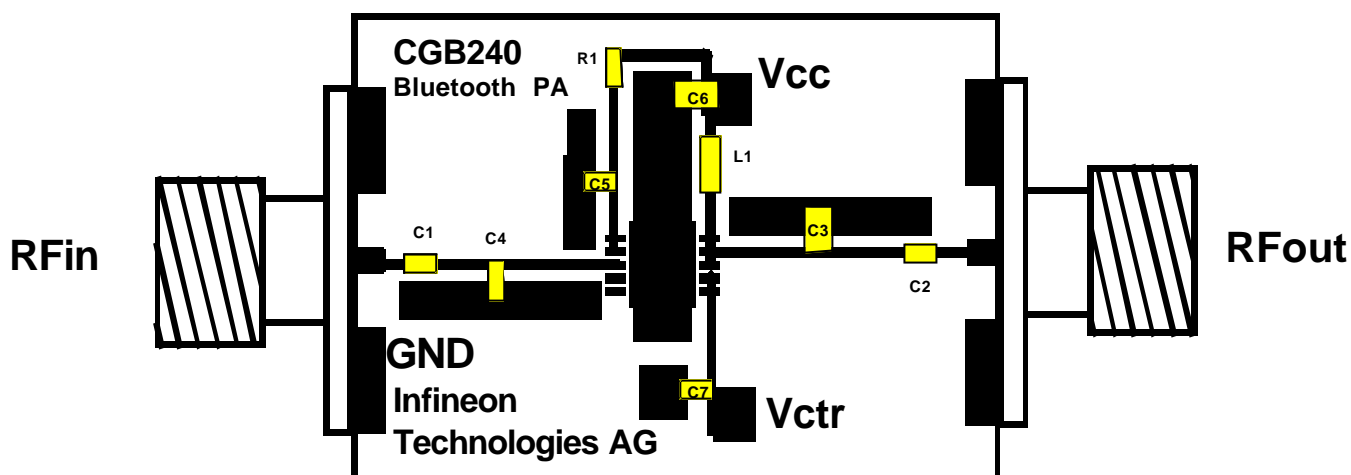 CGB240
Bluetooth PA
R1
Vcc
C6
L1
C5
C1
C4
C3
C2
RFin
RFout
GND
Infineon
Technologies AG
C7
Vctr